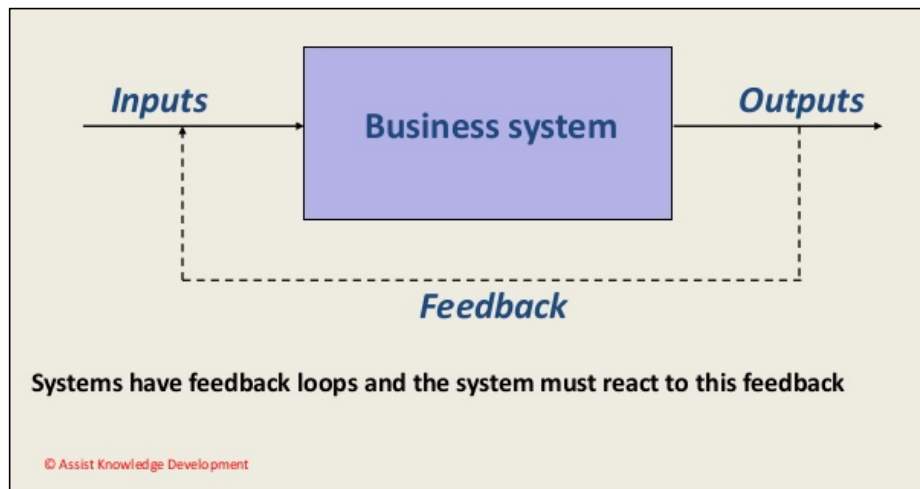 Inputs
Outputs
Business system
Feedback
Systems have feedback loops and the system must react to this feedback
© Assist Knowledge Development